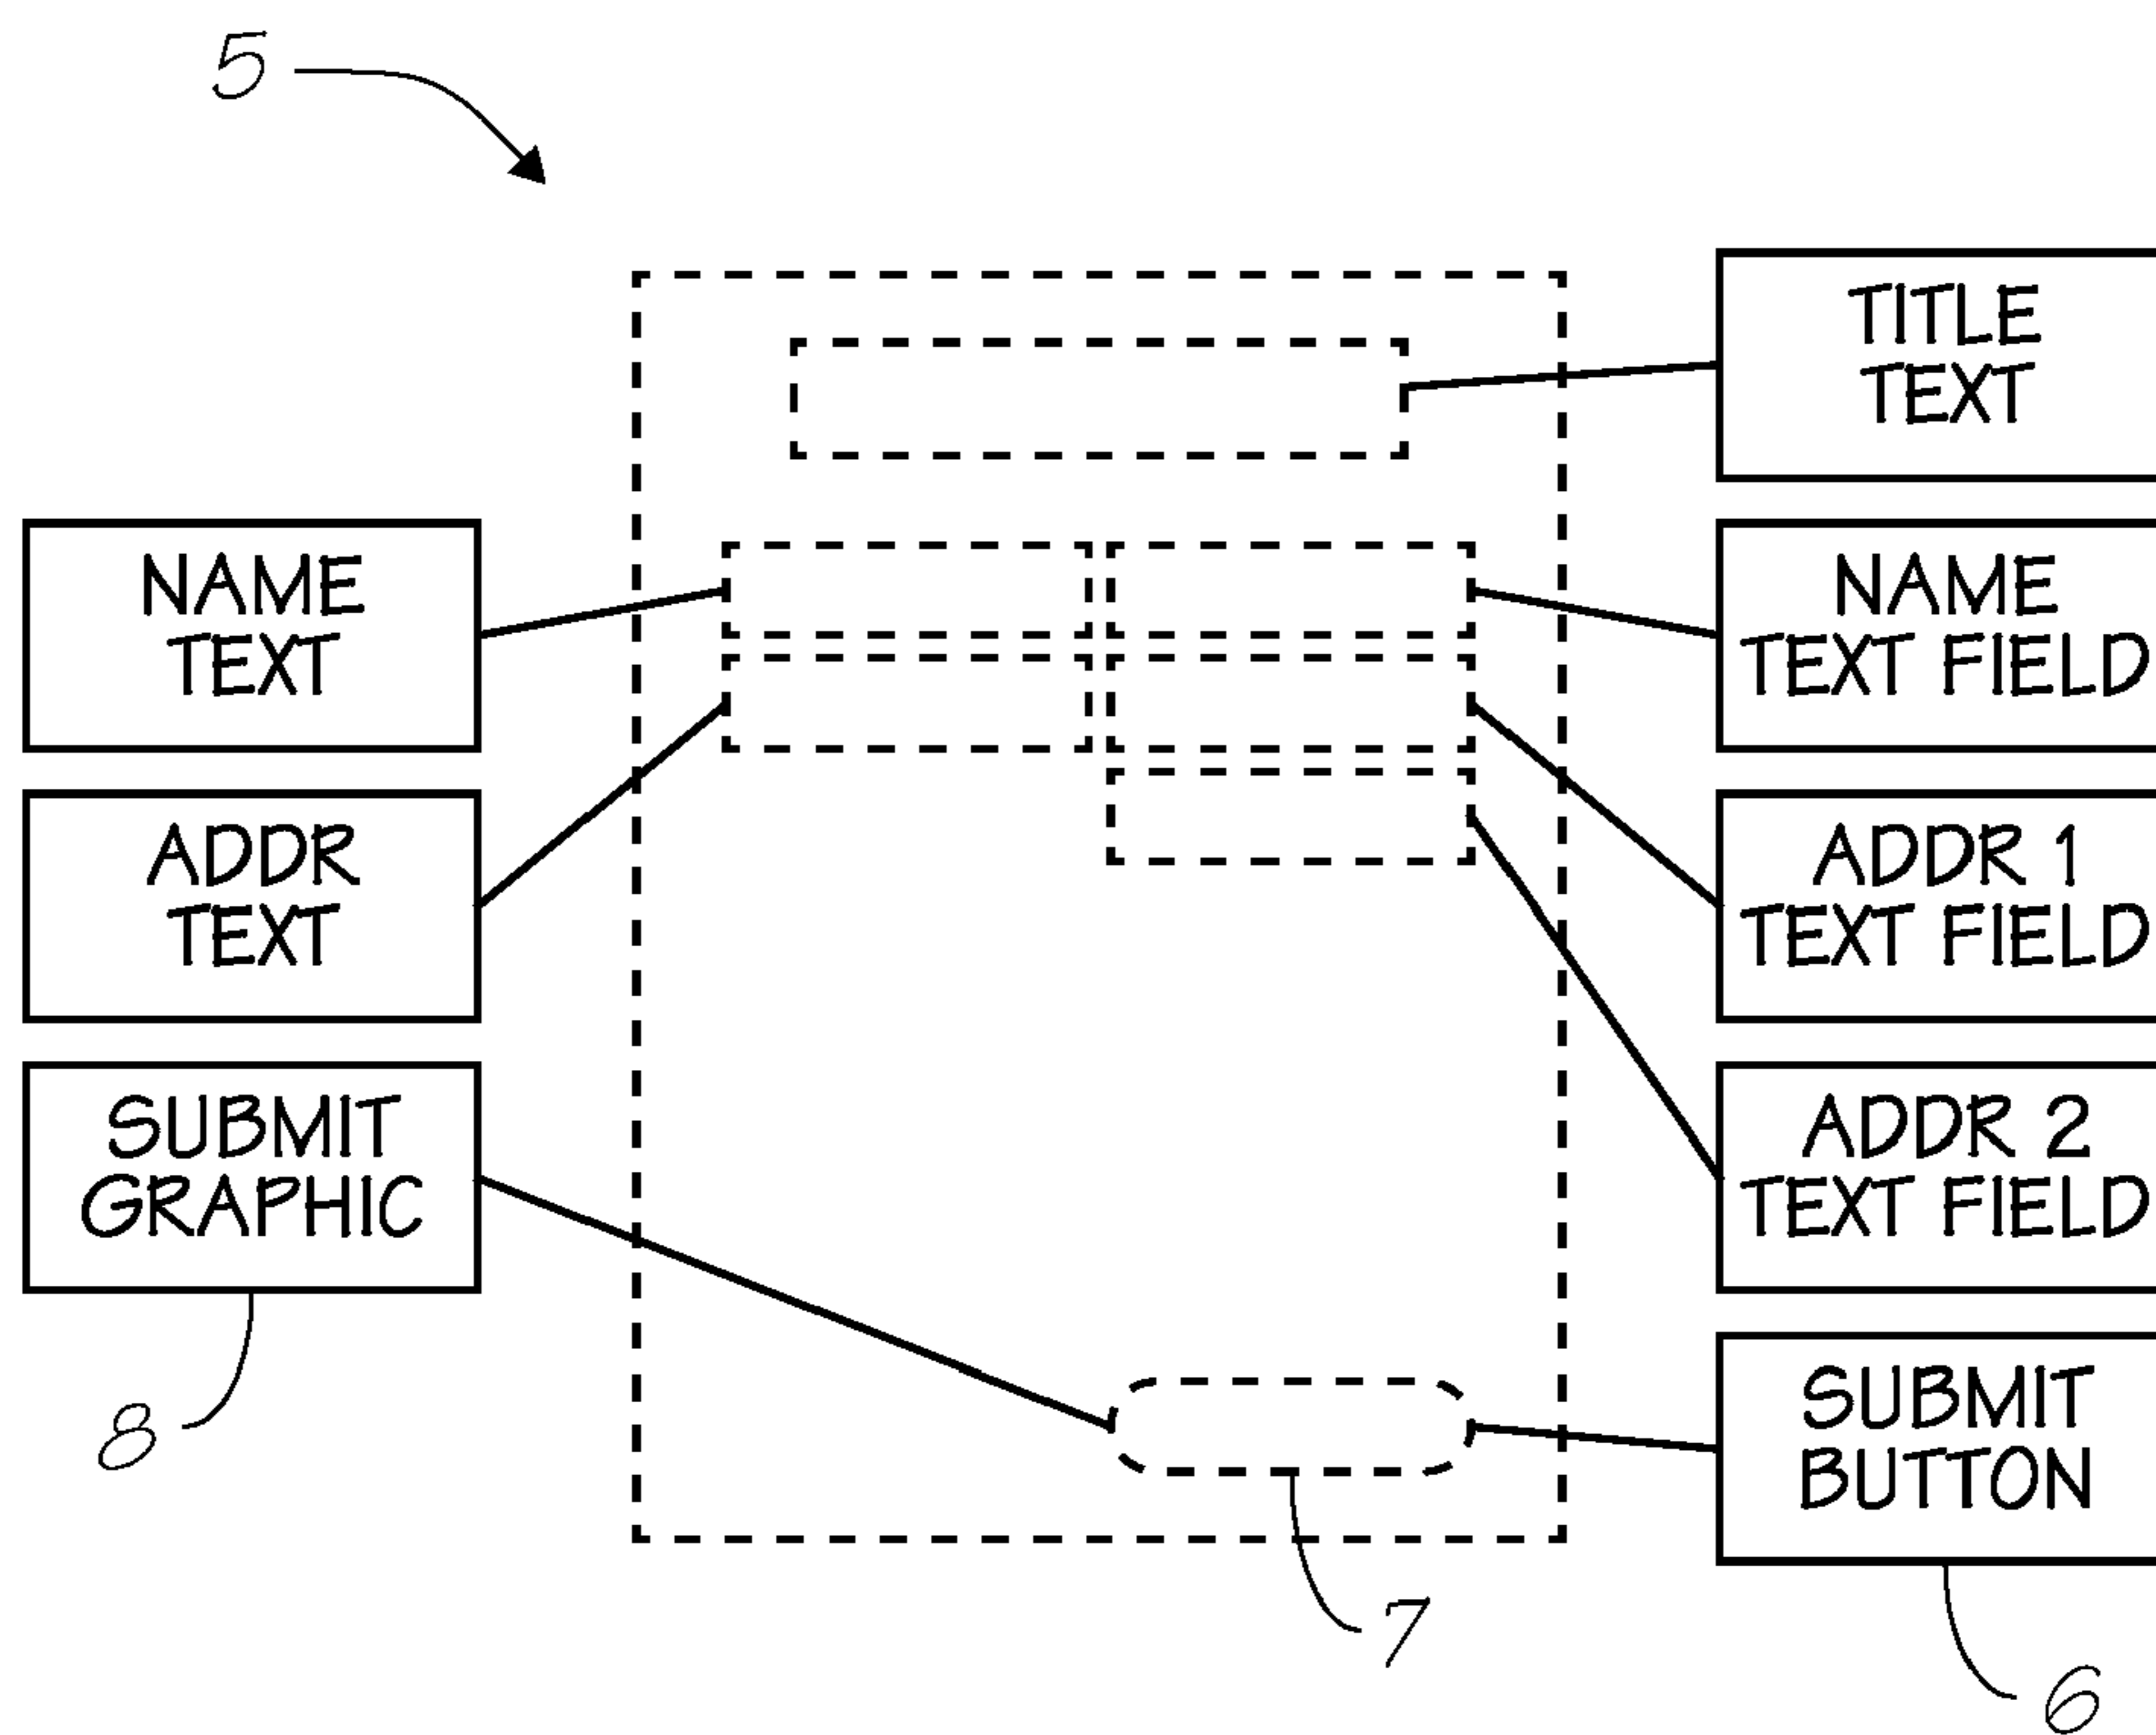 5
TITLE
TEXT
NAME
TEXT
NAME
TEXT FIELD
ADDR
TEXT
ADDR 1
TEXT FIELD
SUBMIT
GRAPHIC
ADDR 2
TEXT FIELD
SUBMIT
BUTTON
8
7
6